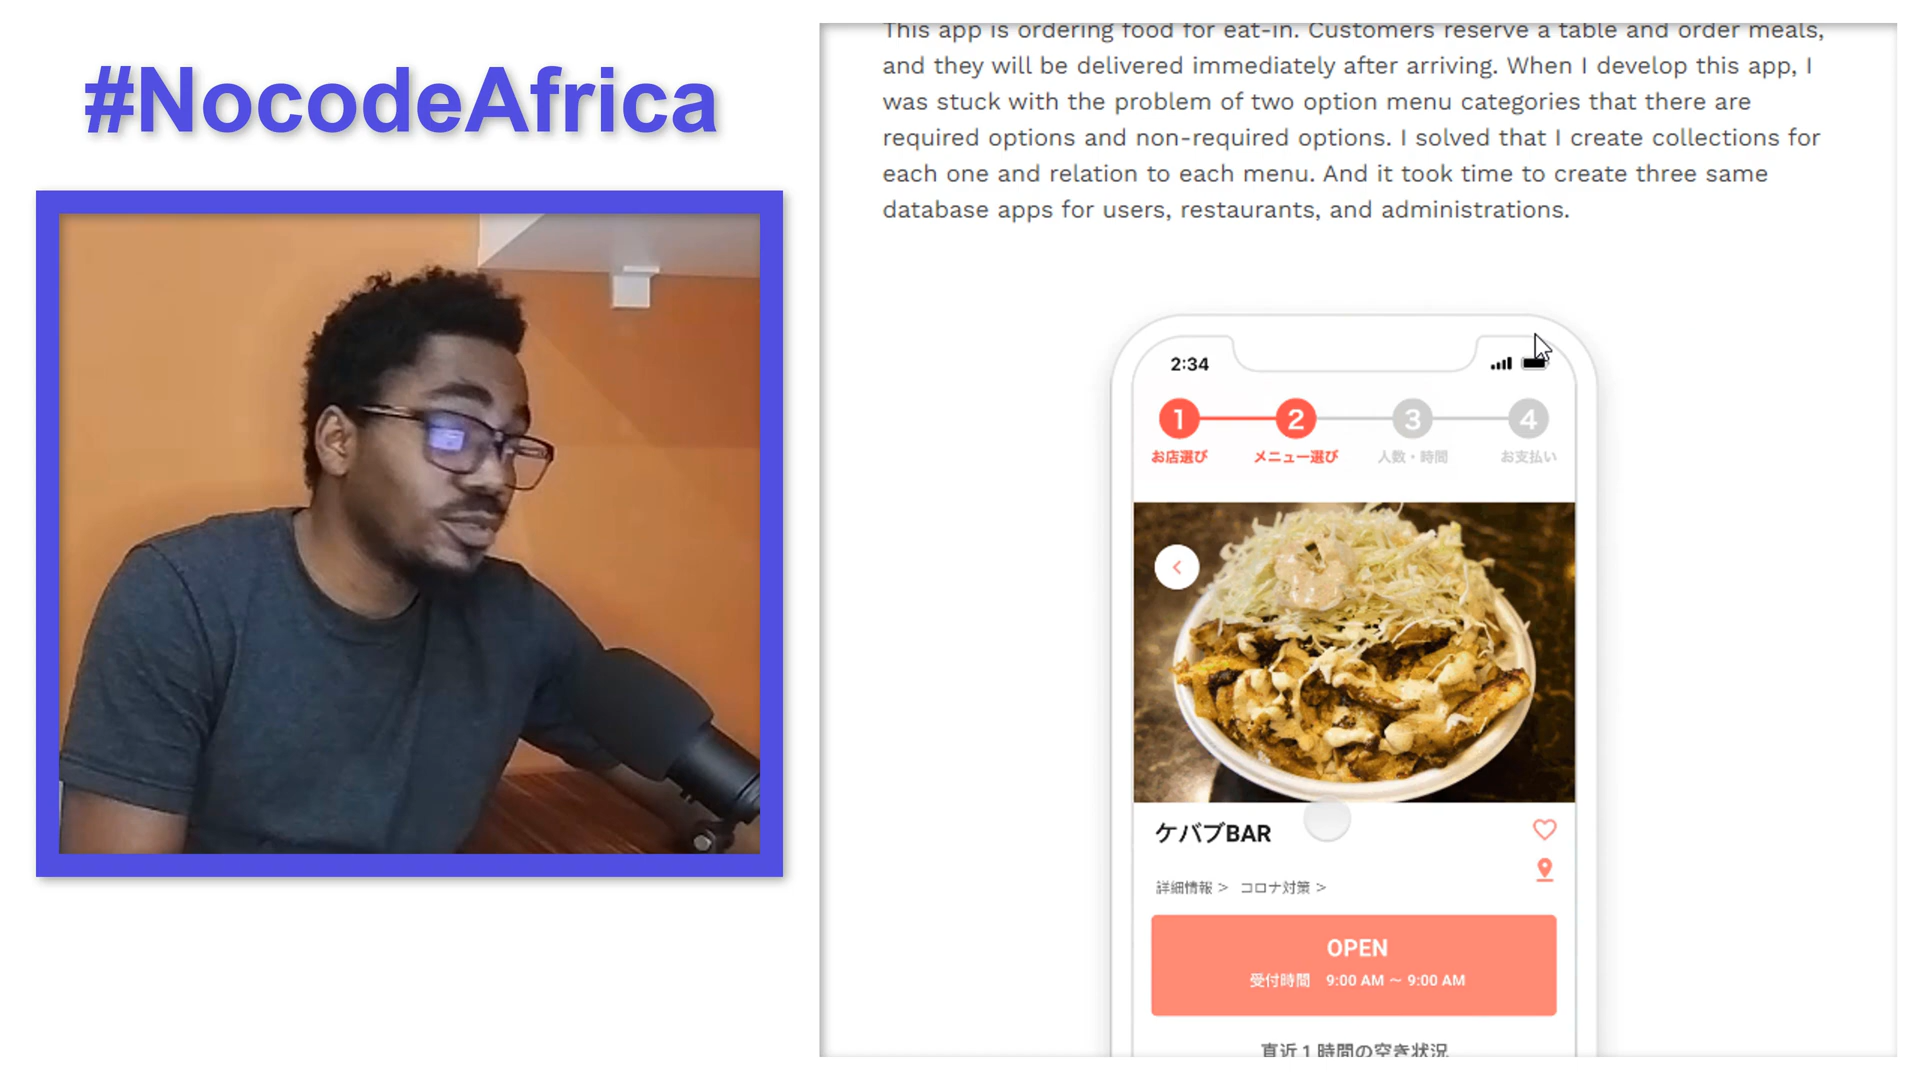 #NocodeAfrica
This app is ordering food for eat-in. Customers reserve a table and order meals,
and they will be delivered immediately after arriving. When I develop this app, I
was stuck with the problem of two option menu categories that there are
required options and non-required options. I solved that I create collections for
each one and relation to each menu. And it took time to create three same
database apps for users, restaurants, and administrations.
2:34
1 2 3 4
お店選び メニュー選び 人数・時間 お支払い
ケバブBAR
詳細情報 > コロナ対策 >
OPEN
受付時間 9:00 AM ～ 9:00 AM
直近1時間の空き状況